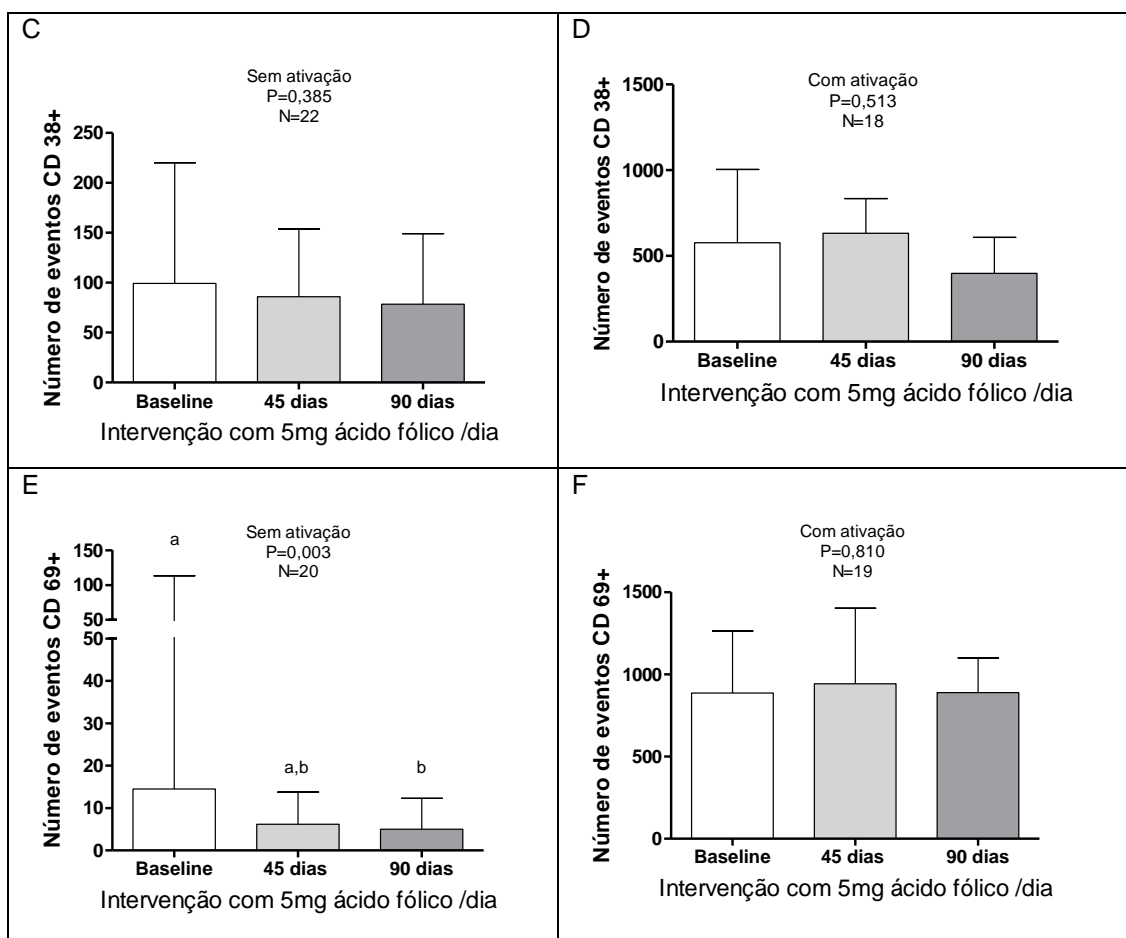 C
Sem ativação
P=0,385
N=22
Número de eventos CD 38+
250
200
150
100
50
0
Baseline 45 dias 90 dias
Intervenção com 5mg ácido fólico /dia
D
Com ativação
P=0,513
N=18
Número de eventos CD 38+
1500
1000
500
0
Baseline 45 dias 90 dias
Intervenção com 5mg ácido fólico /dia
E
Sem ativação
P=0,003
N=20
Número de eventos CD 69+
150
100
50
50
40
30
20
10
0
a
a,b
b
Baseline 45 dias 90 dias
Intervenção com 5mg ácido fólico /dia
F
Com ativação
P=0,810
N=19
Número de eventos CD 69+
1500
1000
500
0
Baseline 45 dias 90 dias
Intervenção com 5mg ácido fólico /dia